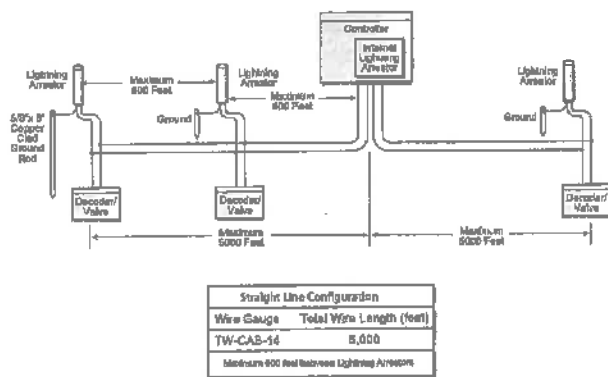 Controller
Internal
Lightning
Arrestor
Lightning
Arrestor
Maximum
600 Feet
Lightning
Arrestor
Maximum
600 Feet
Lightning
Arrestor
5/8"x 8'
Copper
Clad
Ground
Rod
Ground
Ground
Decoder/
Valve
Decoder/
Valve
Decoder/
Valve
Maximum
5000 Feet
Maximum
5000 Feet
Straight Line Configuration
Wire Gauge Total Wire Length (feet)
TW-CAB-14
Maximum 600 feet between Lightning Arrestors